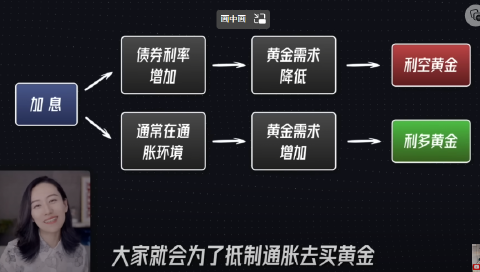 画中画
债券利率
增加
黄金需求
降低
利空黄金
加息
通常在通
胀环境
黄金需求
增加
利多黄金
大家就会为了抵制通胀去买黄金